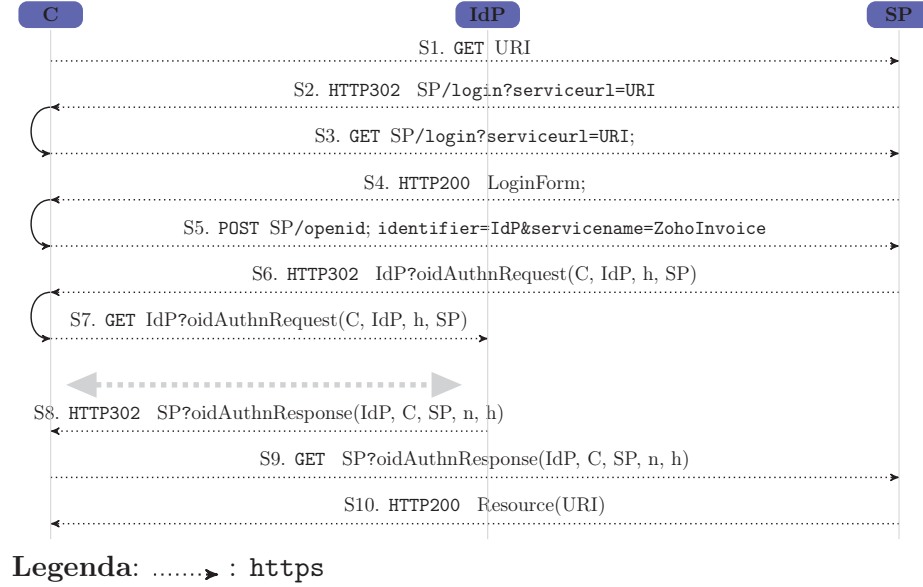 C IdP SP
S1. GET URI
S2. HTTP302 SP/login?serviceurl=URI
S3. GET SP/login?serviceurl=URI;
S4. HTTP200 LoginForm;
S5. POST SP/openid; identifier=IdP&servicename=ZohoInvoice
S6. HTTP302 IdP?oidAuthnRequest(C, IdP, h, SP)
S7. GET IdP?oidAuthnRequest(C, IdP, h, SP)
S8. HTTP302 SP?oidAuthnResponse(IdP, C, SP, n, h)
S9. GET SP?oidAuthnResponse(IdP, C, SP, n, h)
S10. HTTP200 Resource(URI)
Legenda: : https